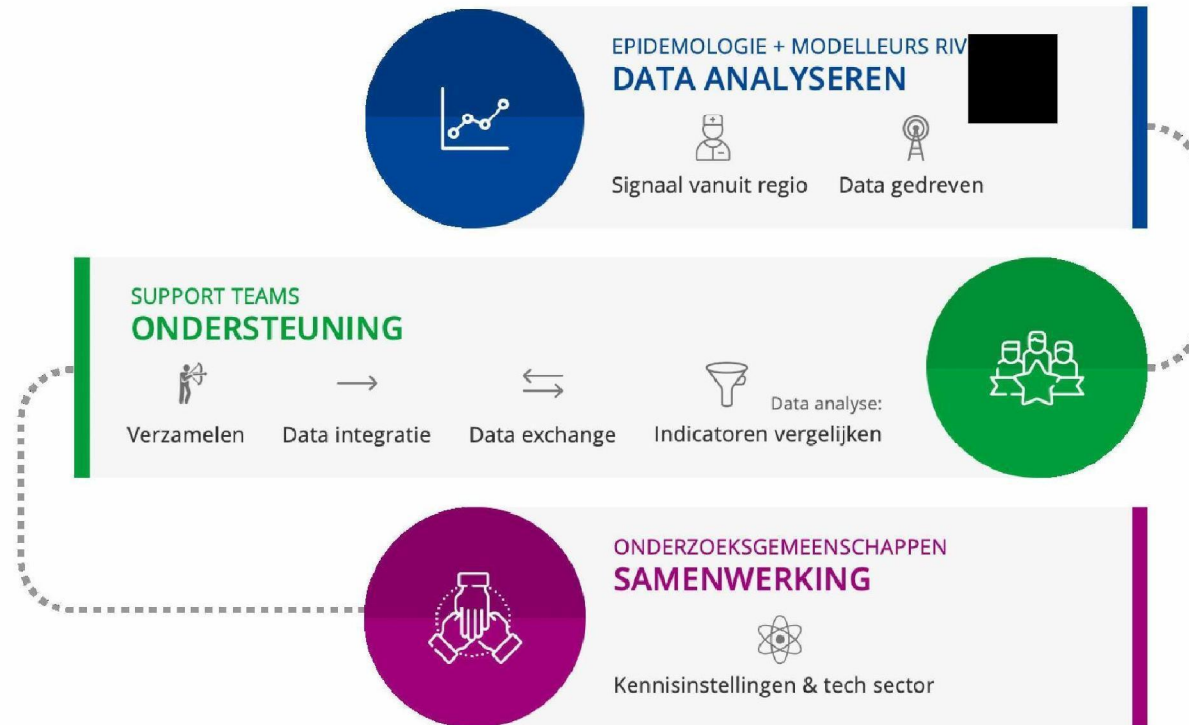 EPIDEMOLOGIE + MODELLEURS RIV
DATA ANALYSEREN
Signaal vanuit regio Data gedreven
SUPPORT TEAMS
ONDERSTEUNING
Data analyse:
Verzamelen Data integratie Data exchange Indicatoren vergelijken
ONDERZOEKSGEMEENSCHAPPEN
SAMENWERKING
Kennisinstellingen & tech sector